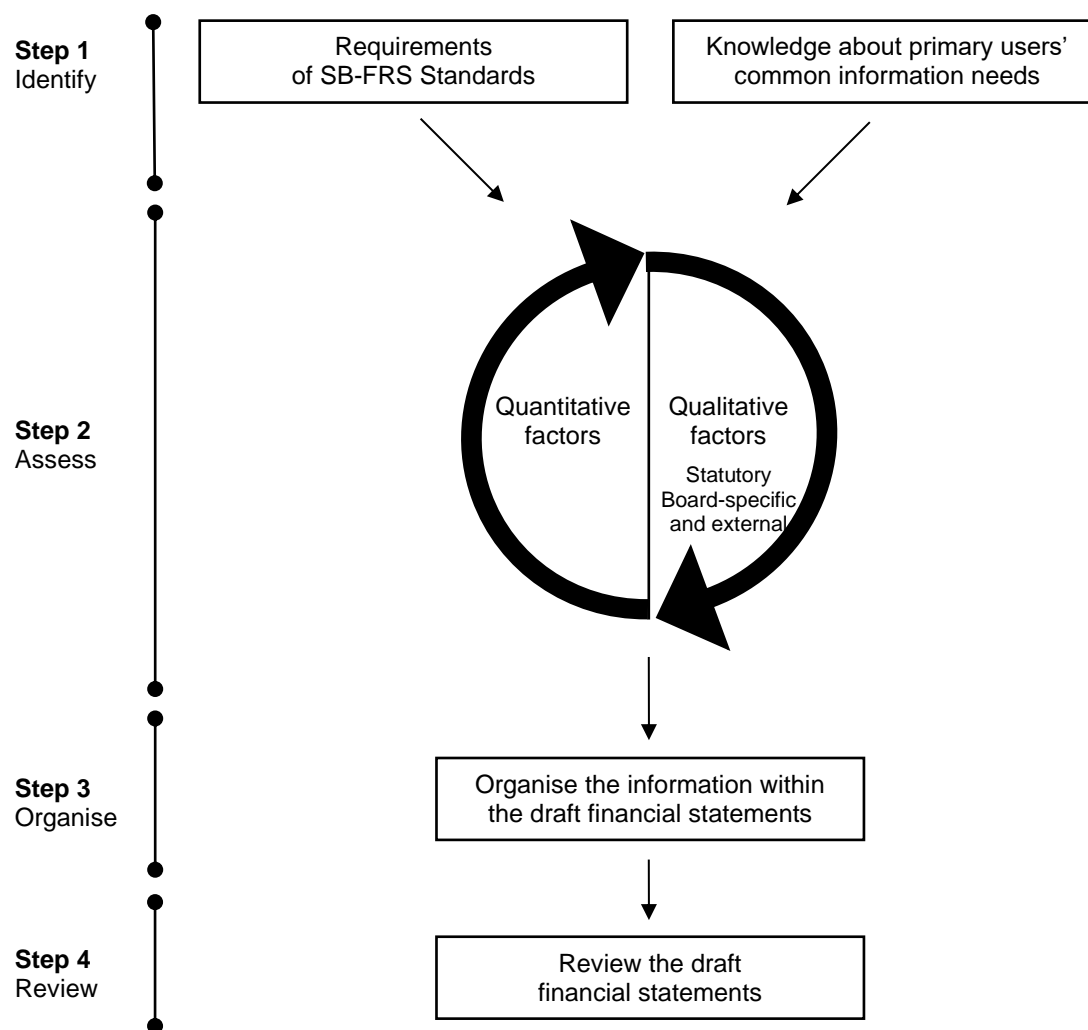 Step 1
Identify
Requirements
of SB-FRS Standards
Knowledge about primary users’
common information needs
Step 2
Assess
Quantitative
factors
Qualitative
factors
Statutory
Board-specific
and external
Step 3
Organise
Organise the information within
the draft financial statements
Step 4
Review
Review the draft
financial statements